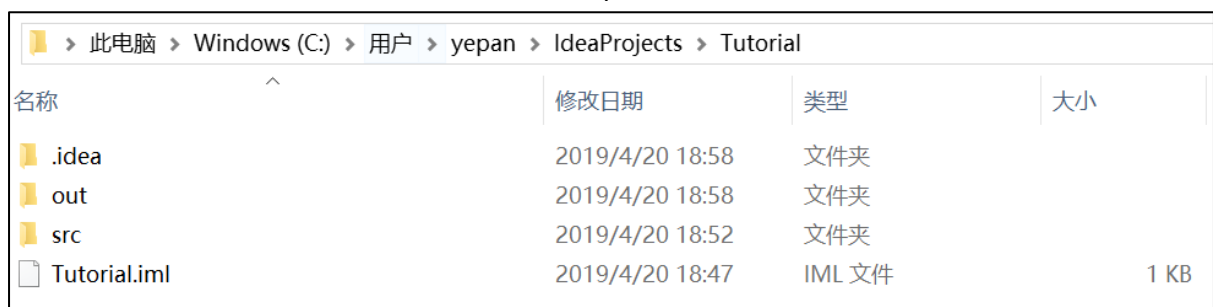 > 此电脑 > Windows (C:) > 用户 > yepan > IdeaProjects > Tutorial
名称 修改日期 类型 大小
.idea 2019/4/20 18:58 文件夹
out 2019/4/20 18:58 文件夹
src 2019/4/20 18:52 文件夹
Tutorial.iml 2019/4/20 18:47 IML 文件 1 KB